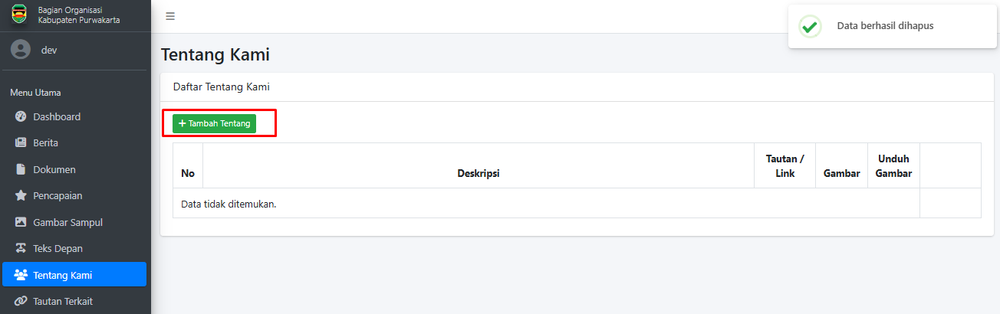 Bagian Organisasi
Kabupaten Purwakarta
dev
Menu Utama
Dashboard
Berita
Dokumen
Pencapaian
Gambar Sampul
Teks Depan
Tentang Kami
Tautan Terkait
Data berhasil dihapus
Tentang Kami
Daftar Tentang Kami
+ Tambah Tentang
No
Deskripsi
Tautan /
Link
Gambar
Unduh
Gambar
Data tidak ditemukan.